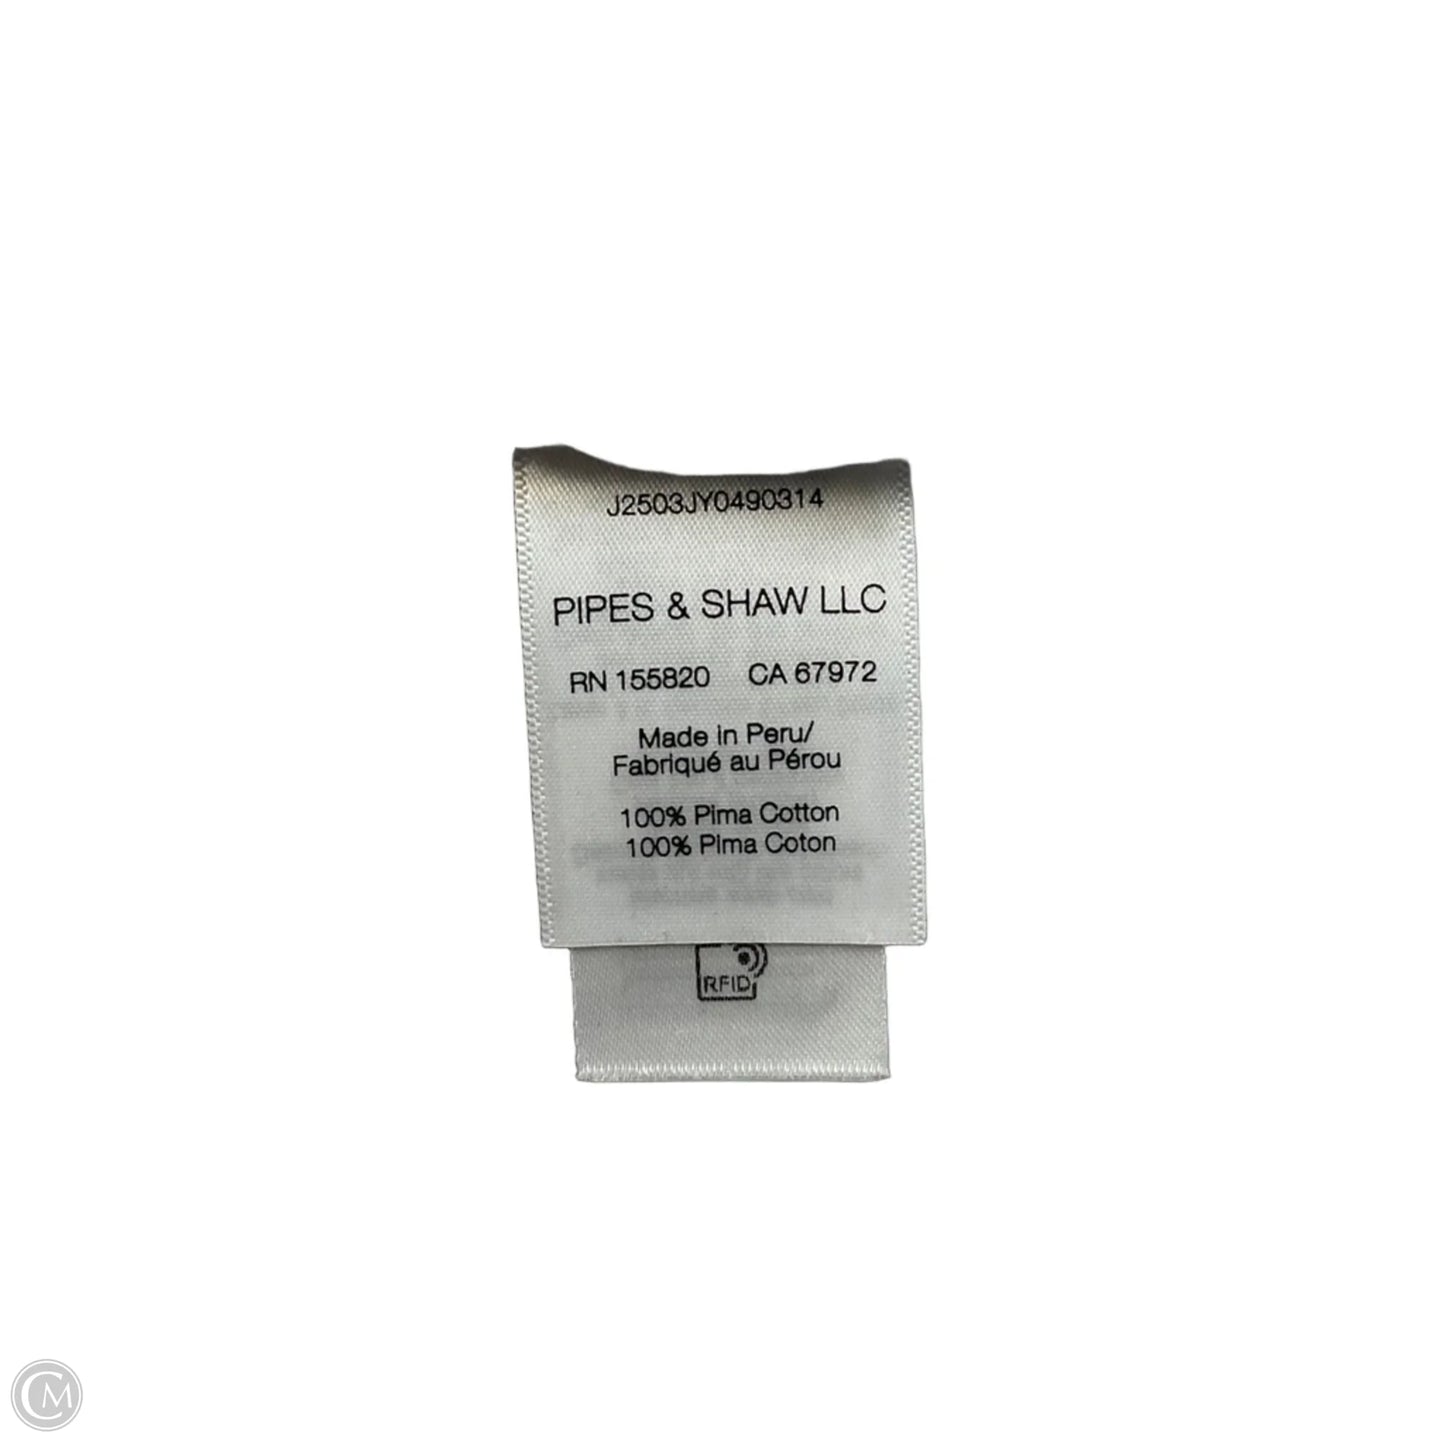 J2503JY0490314
PIPES & SHAW LLC
RN 155820 CA 67972
Made in Peru/
Fabriqué au Pérou
100% Pima Cotton
100% Pima Coton
RFID
CM